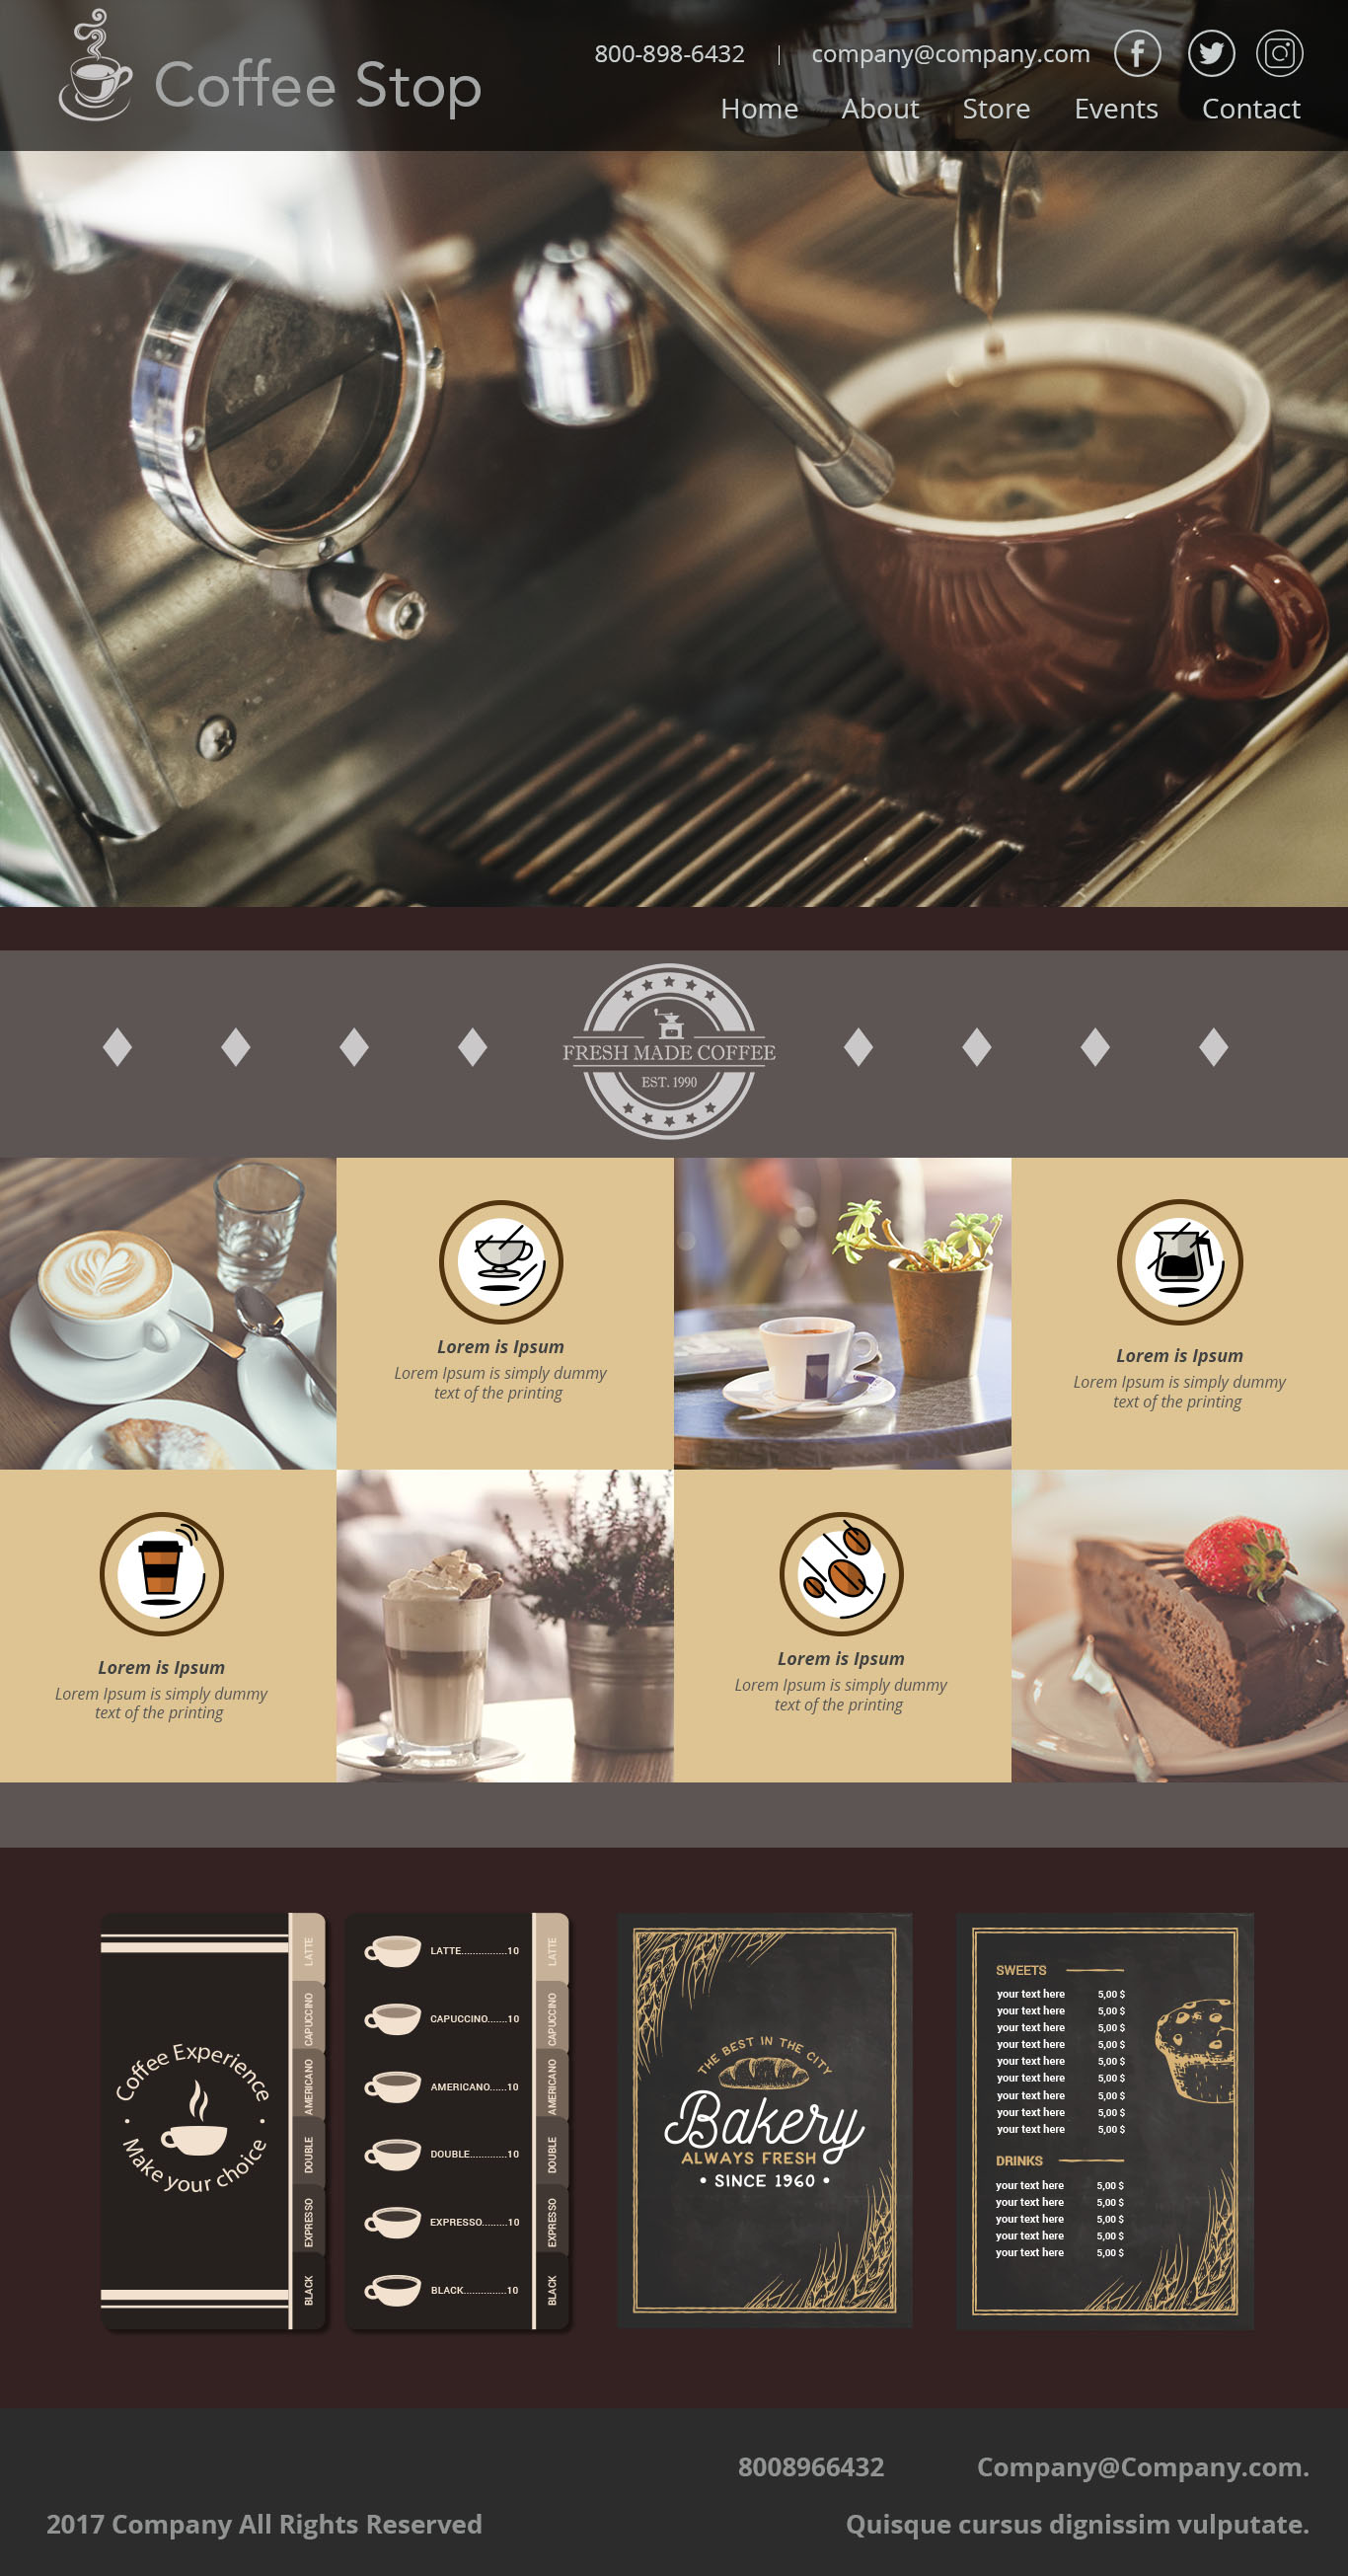 Coffee Stop
800-898-6432 | company@company.com
Home About Store Events Contact
FRESH MADE COFFEE
EST. 1990
Lorem is Ipsum
Lorem Ipsum is simply dummy
text of the printing
Lorem is Ipsum
Lorem Ipsum is simply dummy
text of the printing
Lorem is Ipsum
Lorem Ipsum is simply dummy
text of the printing
Lorem is Ipsum
Lorem Ipsum is simply dummy
text of the printing
Coffee Experience
Make your choice
LATTE
CAPUCCINO
AMERICANO
DOUBLE
EXPRESSO
BLACK
LATTE................10
CAPUCCINO.......10
AMERICANO......10
DOUBLE.............10
EXPRESSO.........10
BLACK...............10
LATTE
CAPUCCINO
AMERICANO
DOUBLE
EXPRESSO
BLACK
THE BEST IN THE CITY
Bakery
ALWAYS FRESH
• SINCE 1960 •
SWEETS
your text here 5,00 $
your text here 5,00 $
your text here 5,00 $
your text here 5,00 $
your text here 5,00 $
your text here 5,00 $
your text here 5,00 $
your text here 5,00 $
your text here 5,00 $
DRINKS
your text here 5,00 $
your text here 5,00 $
your text here 5,00 $
your text here 5,00 $
your text here 5,00 $
8008966432 Company@Company.com.
2017 Company All Rights Reserved Quisque cursus dignissim vulputate.